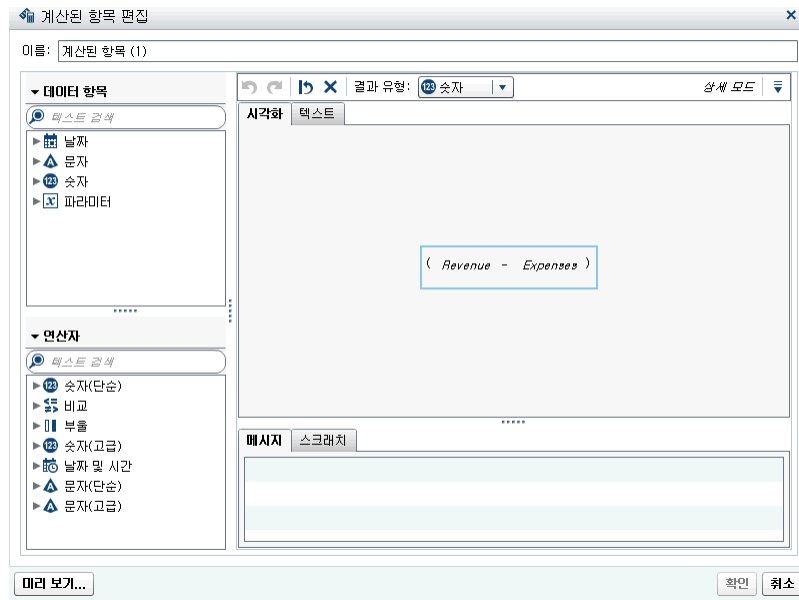 계산된 항목 편집
이름: 계산된 항목 (1)
데이터 항목
텍스트 검색
날짜
문자
숫자
파라미터
연산자
텍스트 검색
숫자(단순)
비교
부울
숫자(고급)
날짜 및 시간
문자(단순)
문자(고급)
결과 유형: 숫자 상세 모드
시각화 텍스트
( Revenue - Expenses )
메시지 스크래치
미리 보기... 확인 취소